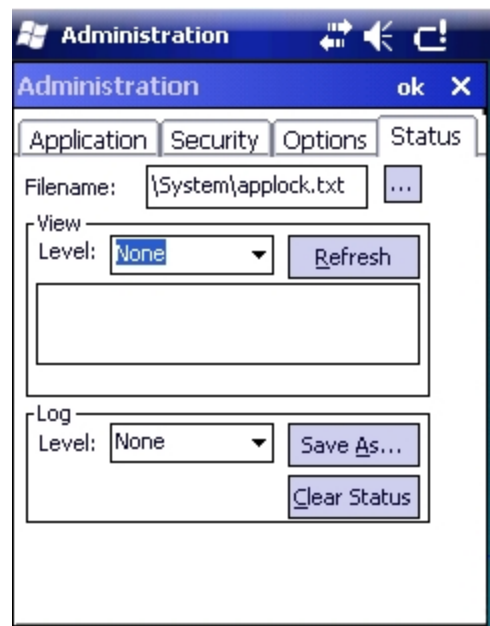 Administration
Administration ok X
Application Security Options Status
Filename: \System\applock.txt ...
View
Level: None Refresh
Log
Level: None Save As...
Clear Status